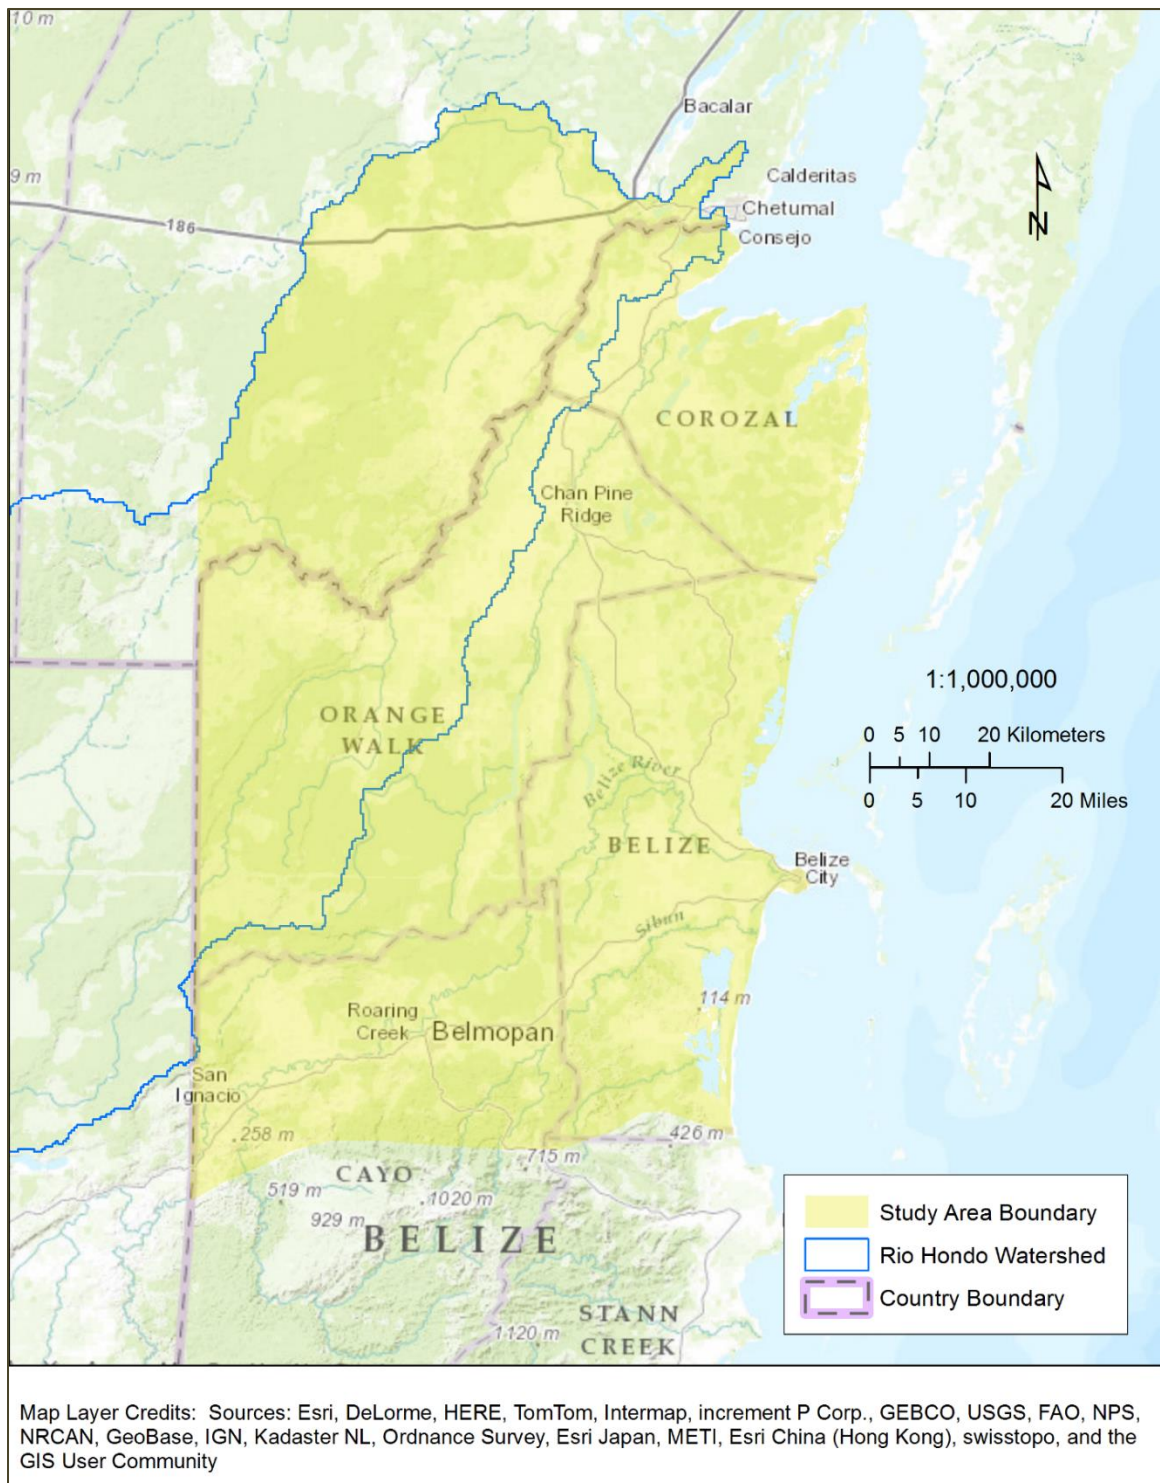 10 m
Bacalar
9 m
Calderitas
186
Chetumal
Consejo
N
COROZAL
Chan Pine
Ridge
1:1,000,000
ORANGE
WALK
0 5 10 20 Kilometers
0 5 10 20 Miles
Belize River
BELIZE
Belize
City
Sibun
114 m
Roaring
Creek
Belmopan
San
Ignacio
258 m
426 m
715 m
CAYO
519 m
1020 m
929 m
BELIZE
STANN
CREEK
1120 m
Study Area Boundary
Rio Hondo Watershed
Country Boundary
Map Layer Credits: Sources: Esri, DeLorme, HERE, TomTom, Intermap, increment P Corp., GEBCO, USGS, FAO, NPS,
NRCAN, GeoBase, IGN, Kadaster NL, Ordnance Survey, Esri Japan, METI, Esri China (Hong Kong), swisstopo, and the
GIS User Community